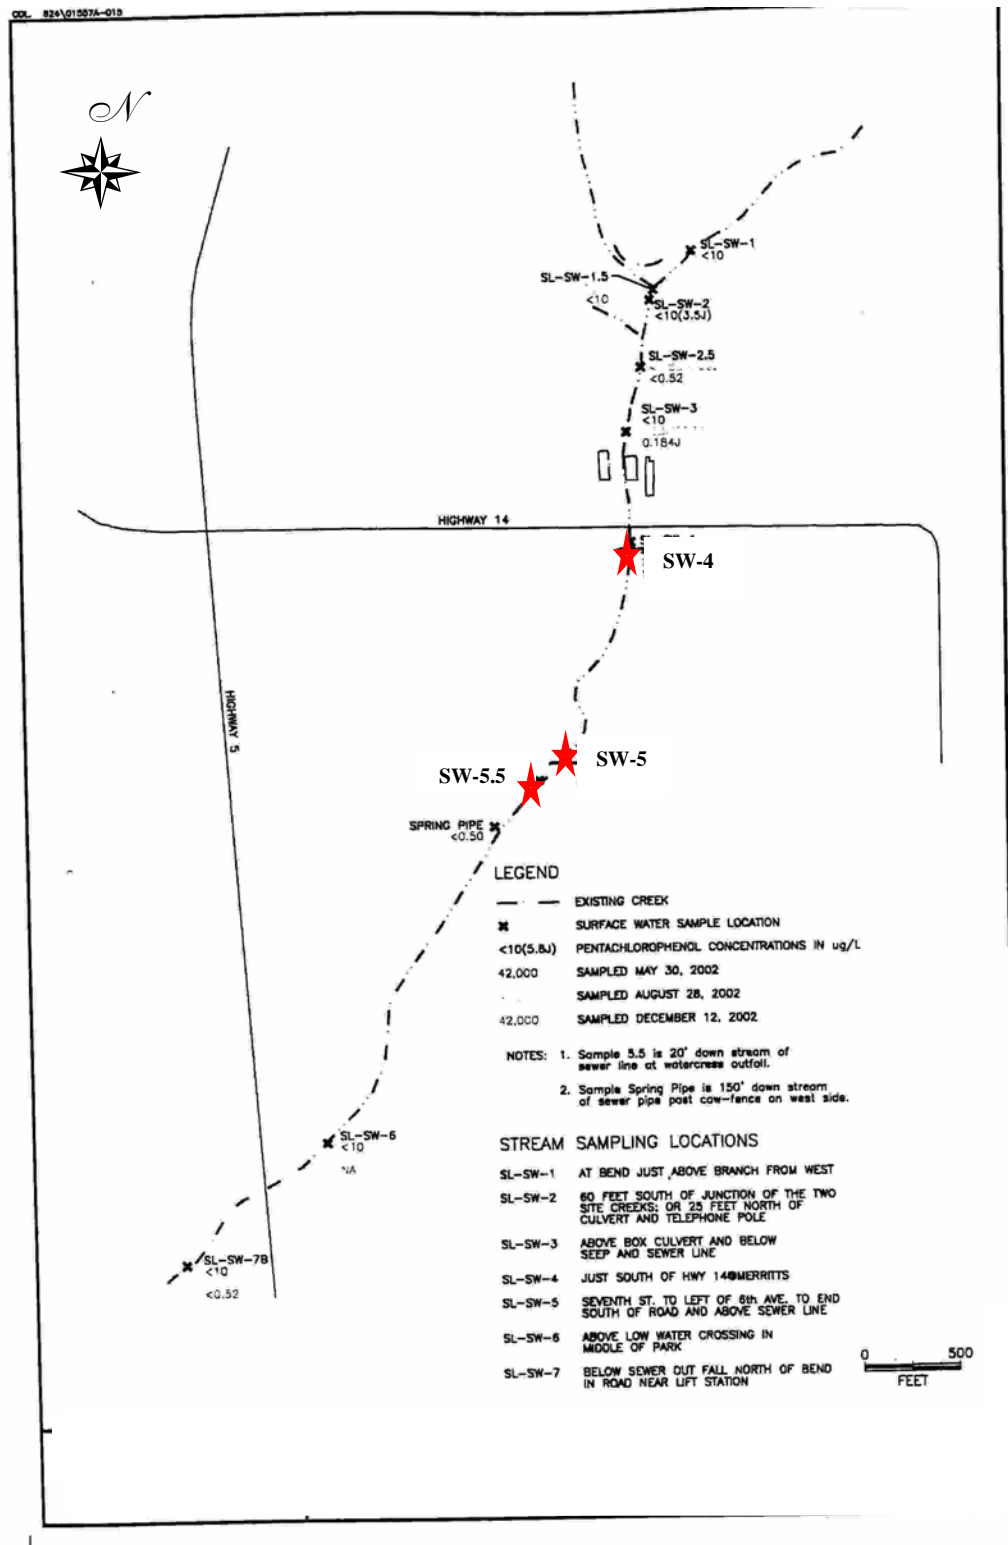 COL 824\01587A-015
N
SL-SW-1
<10
SL-SW-1.5
<10
SL-SW-2
<10(3.5J)
SL-SW-2.5
<0.52
SL-SW-3
<10
0.184J
HIGHWAY 14
SW-4
HIGHWAY 5
SW-5
SW-5.5
SPRING PIPE
<0.50
LEGEND
EXISTING CREEK
SURFACE WATER SAMPLE LOCATION
<10(5.8J) PENTACHLOROPHENOL CONCENTRATIONS IN ug/L
42,000 SAMPLED MAY 30, 2002
SAMPLED AUGUST 28, 2002
42,000 SAMPLED DECEMBER 12, 2002
NOTES: 1. Sample 5.5 is 20' down stream of
sewer line at watercress outfoll.
2. Sample Spring Pipe is 150' down stream
of sewer pipe post cow-fence on west side.
SL-SW-6
<10
NA
STREAM SAMPLING LOCATIONS
SL-SW-1 AT BEND JUST ABOVE BRANCH FROM WEST
SL-SW-2 60 FEET SOUTH OF JUNCTION OF THE TWO
SITE CREEKS: OR 25 FEET NORTH OF
CULVERT AND TELEPHONE POLE
SL-SW-3 ABOVE BOX CULVERT AND BELOW
SEEP AND SEWER LINE
SL-SW-4 JUST SOUTH OF HWY 14@MERRITTS
SL-SW-5 SEVENTH ST. TO LEFT OF 6th AVE. TO END
SOUTH OF ROAD AND ABOVE SEWER LINE
SL-SW-6 ABOVE LOW WATER CROSSING IN
MIDDLE OF PARK
SL-SW-7 BELOW SEWER OUT FALL NORTH OF BEND
IN ROAD NEAR LIFT STATION
SL-SW-7B
<10
<0.52
0 500
FEET